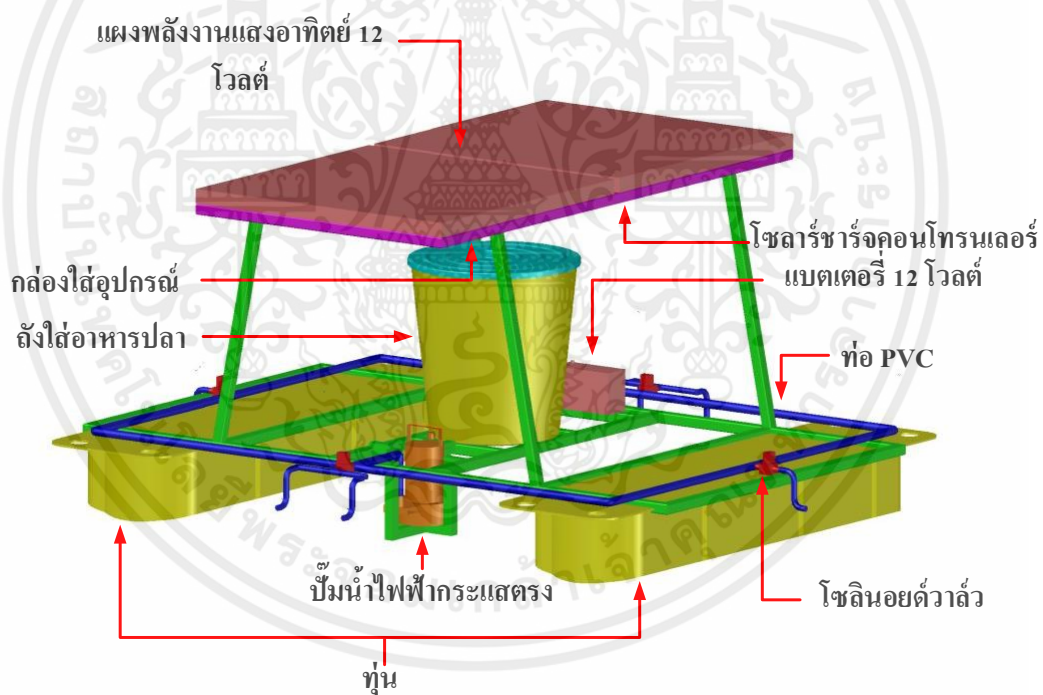 แผงพลังงานแสงอาทิตย์ 12
โวลต์
โซลาร์ชาร์จคอนโทรนเลอร์
แบตเตอรี่ 12 โวลต์
กล่องใส่อุปกรณ์
ถังใส่อาหารปลา
ท่อ PVC
ปั๊มน้ำไฟฟ้ากระแสตรง
โซลินอยด์วาล์ว
ทุ่น